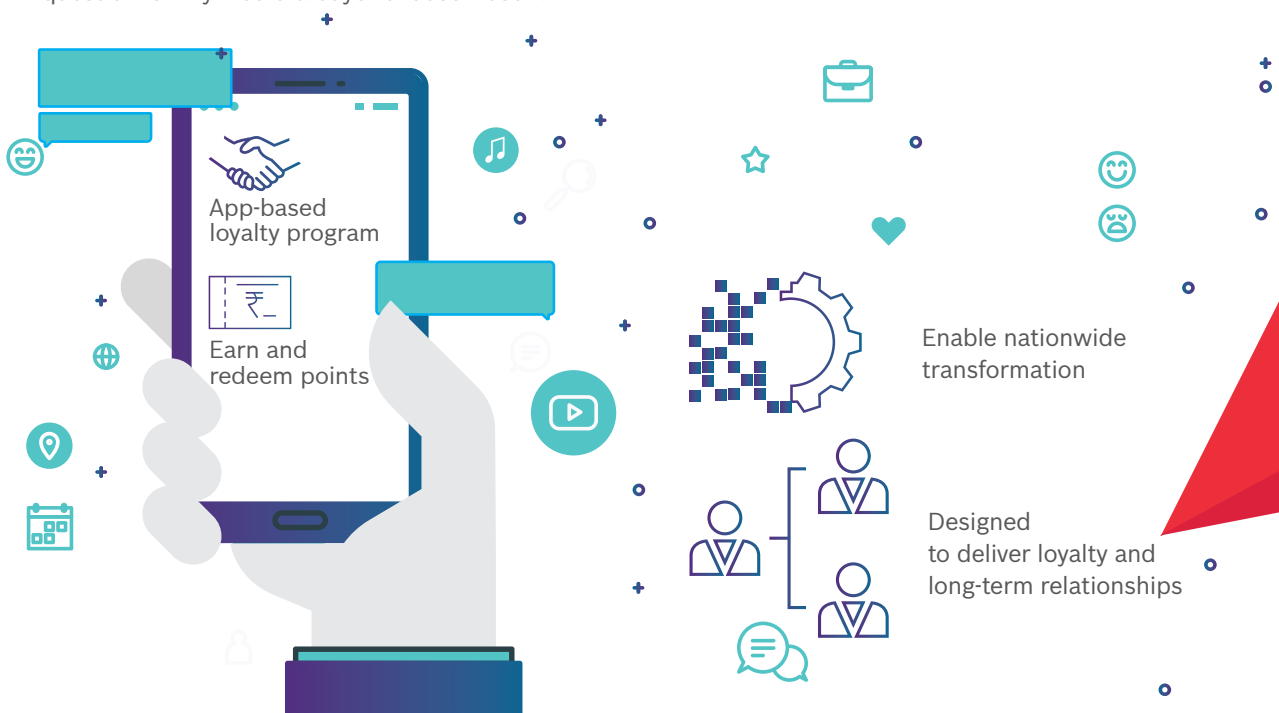 App-based
loyalty program
₹
Earn and
redeem points
Enable nationwide
transformation
Designed
to deliver loyalty and
long-term relationships